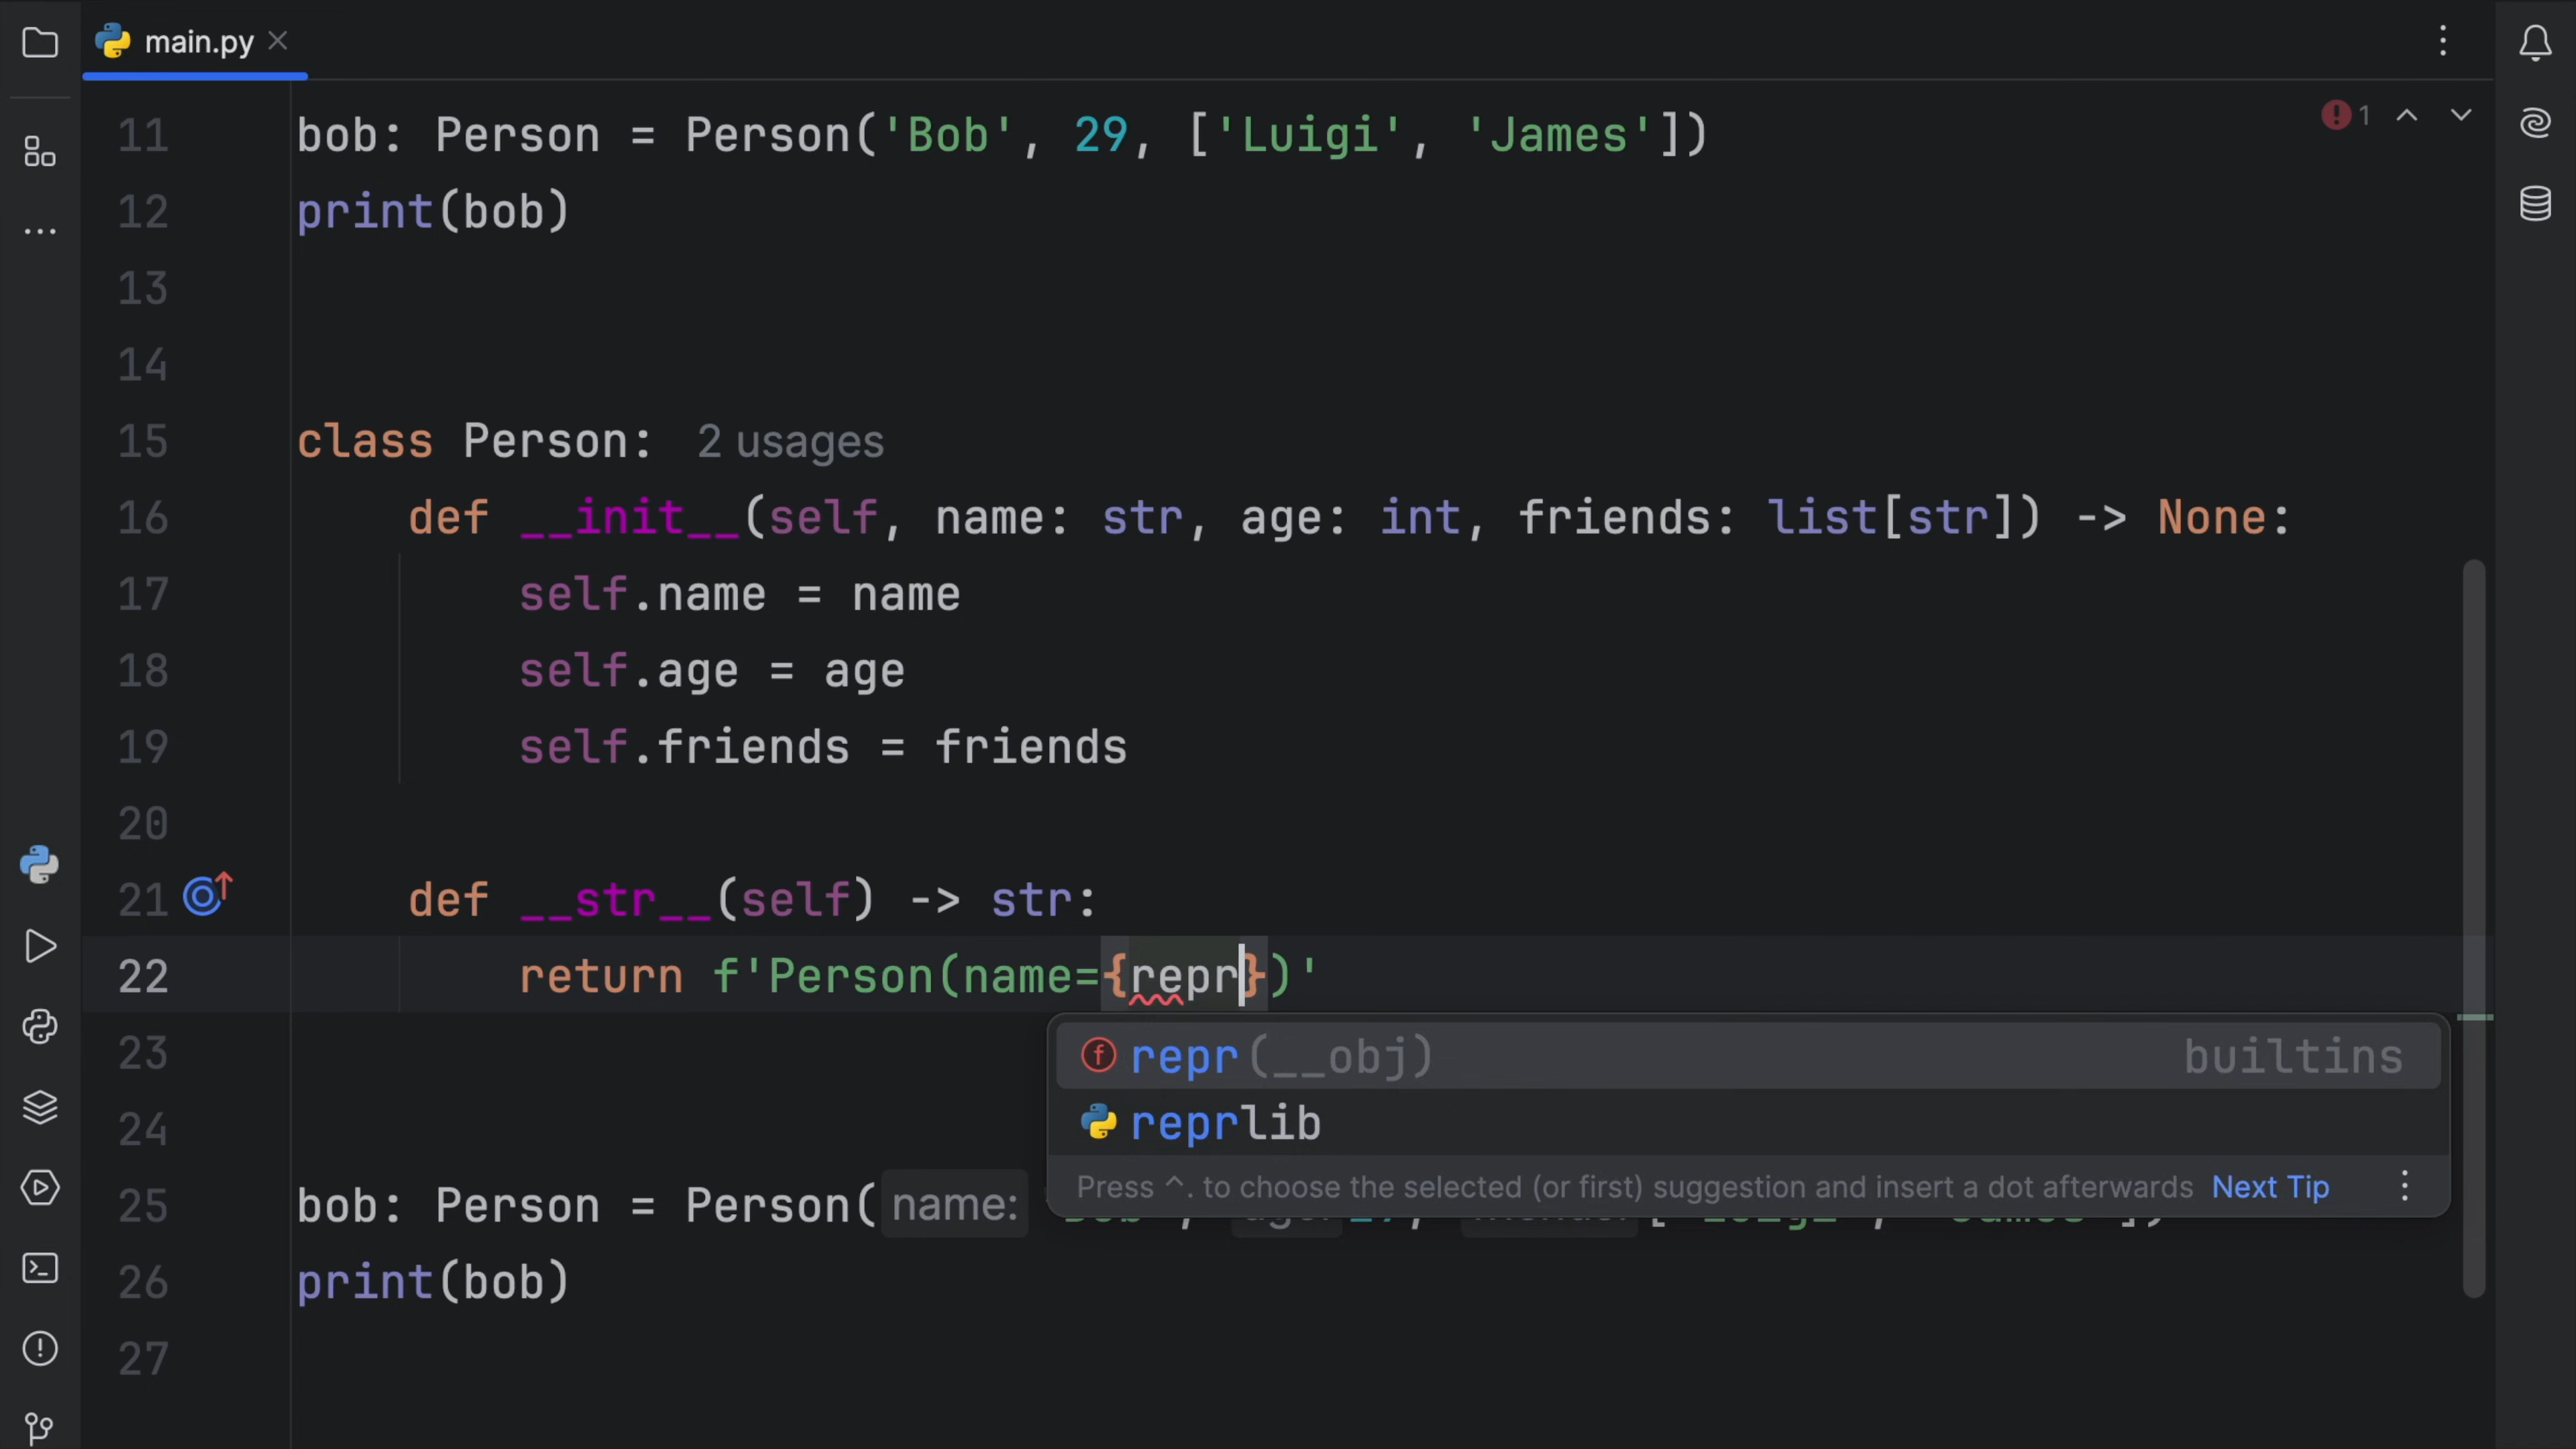 main.py
11 bob: Person = Person('Bob', 29, ['Luigi', 'James'])
1
12 print(bob)
13
14
15 class Person: 2 usages
16 def __init__(self, name: str, age: int, friends: list[str]) -> None:
17 self.name = name
18 self.age = age
19 self.friends = friends
20
21 def __str__(self) -> str:
22 return f'Person(name={repr})'
23
repr(__obj) builtins
24
reprlib
Press ^. to choose the selected (or first) suggestion and insert a dot afterwards Next Tip
25 bob: Person = Person( name:
26 print(bob)
27